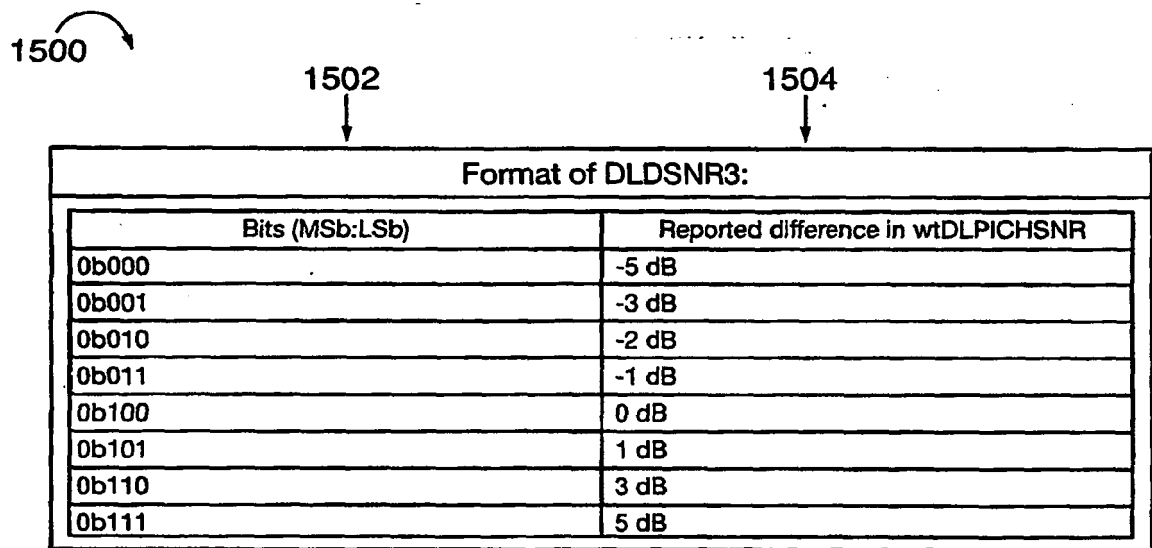 1500
1502 1504
Format of DLDSNR3:
Bits (MSb:LSb) Reported difference in wtDLPICHSNR
0b000 -5 dB
0b001 -3 dB
0b010 -2 dB
0b011 -1 dB
0b100 0 dB
0b101 1 dB
0b110 3 dB
0b111 5 dB